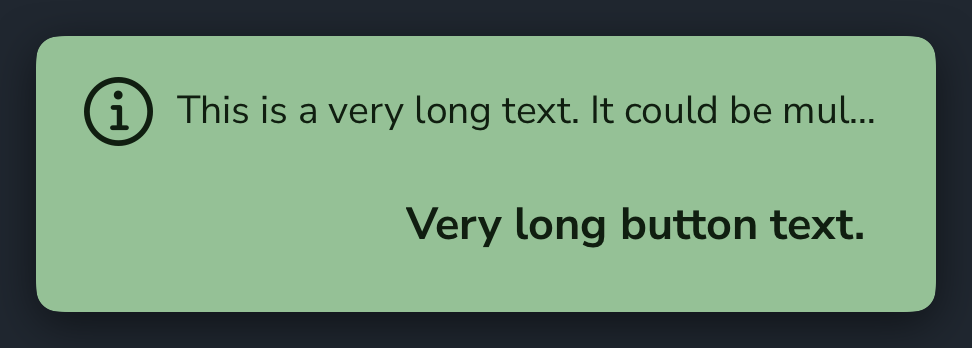 This is a very long text. It could be mul...
Very long button text.